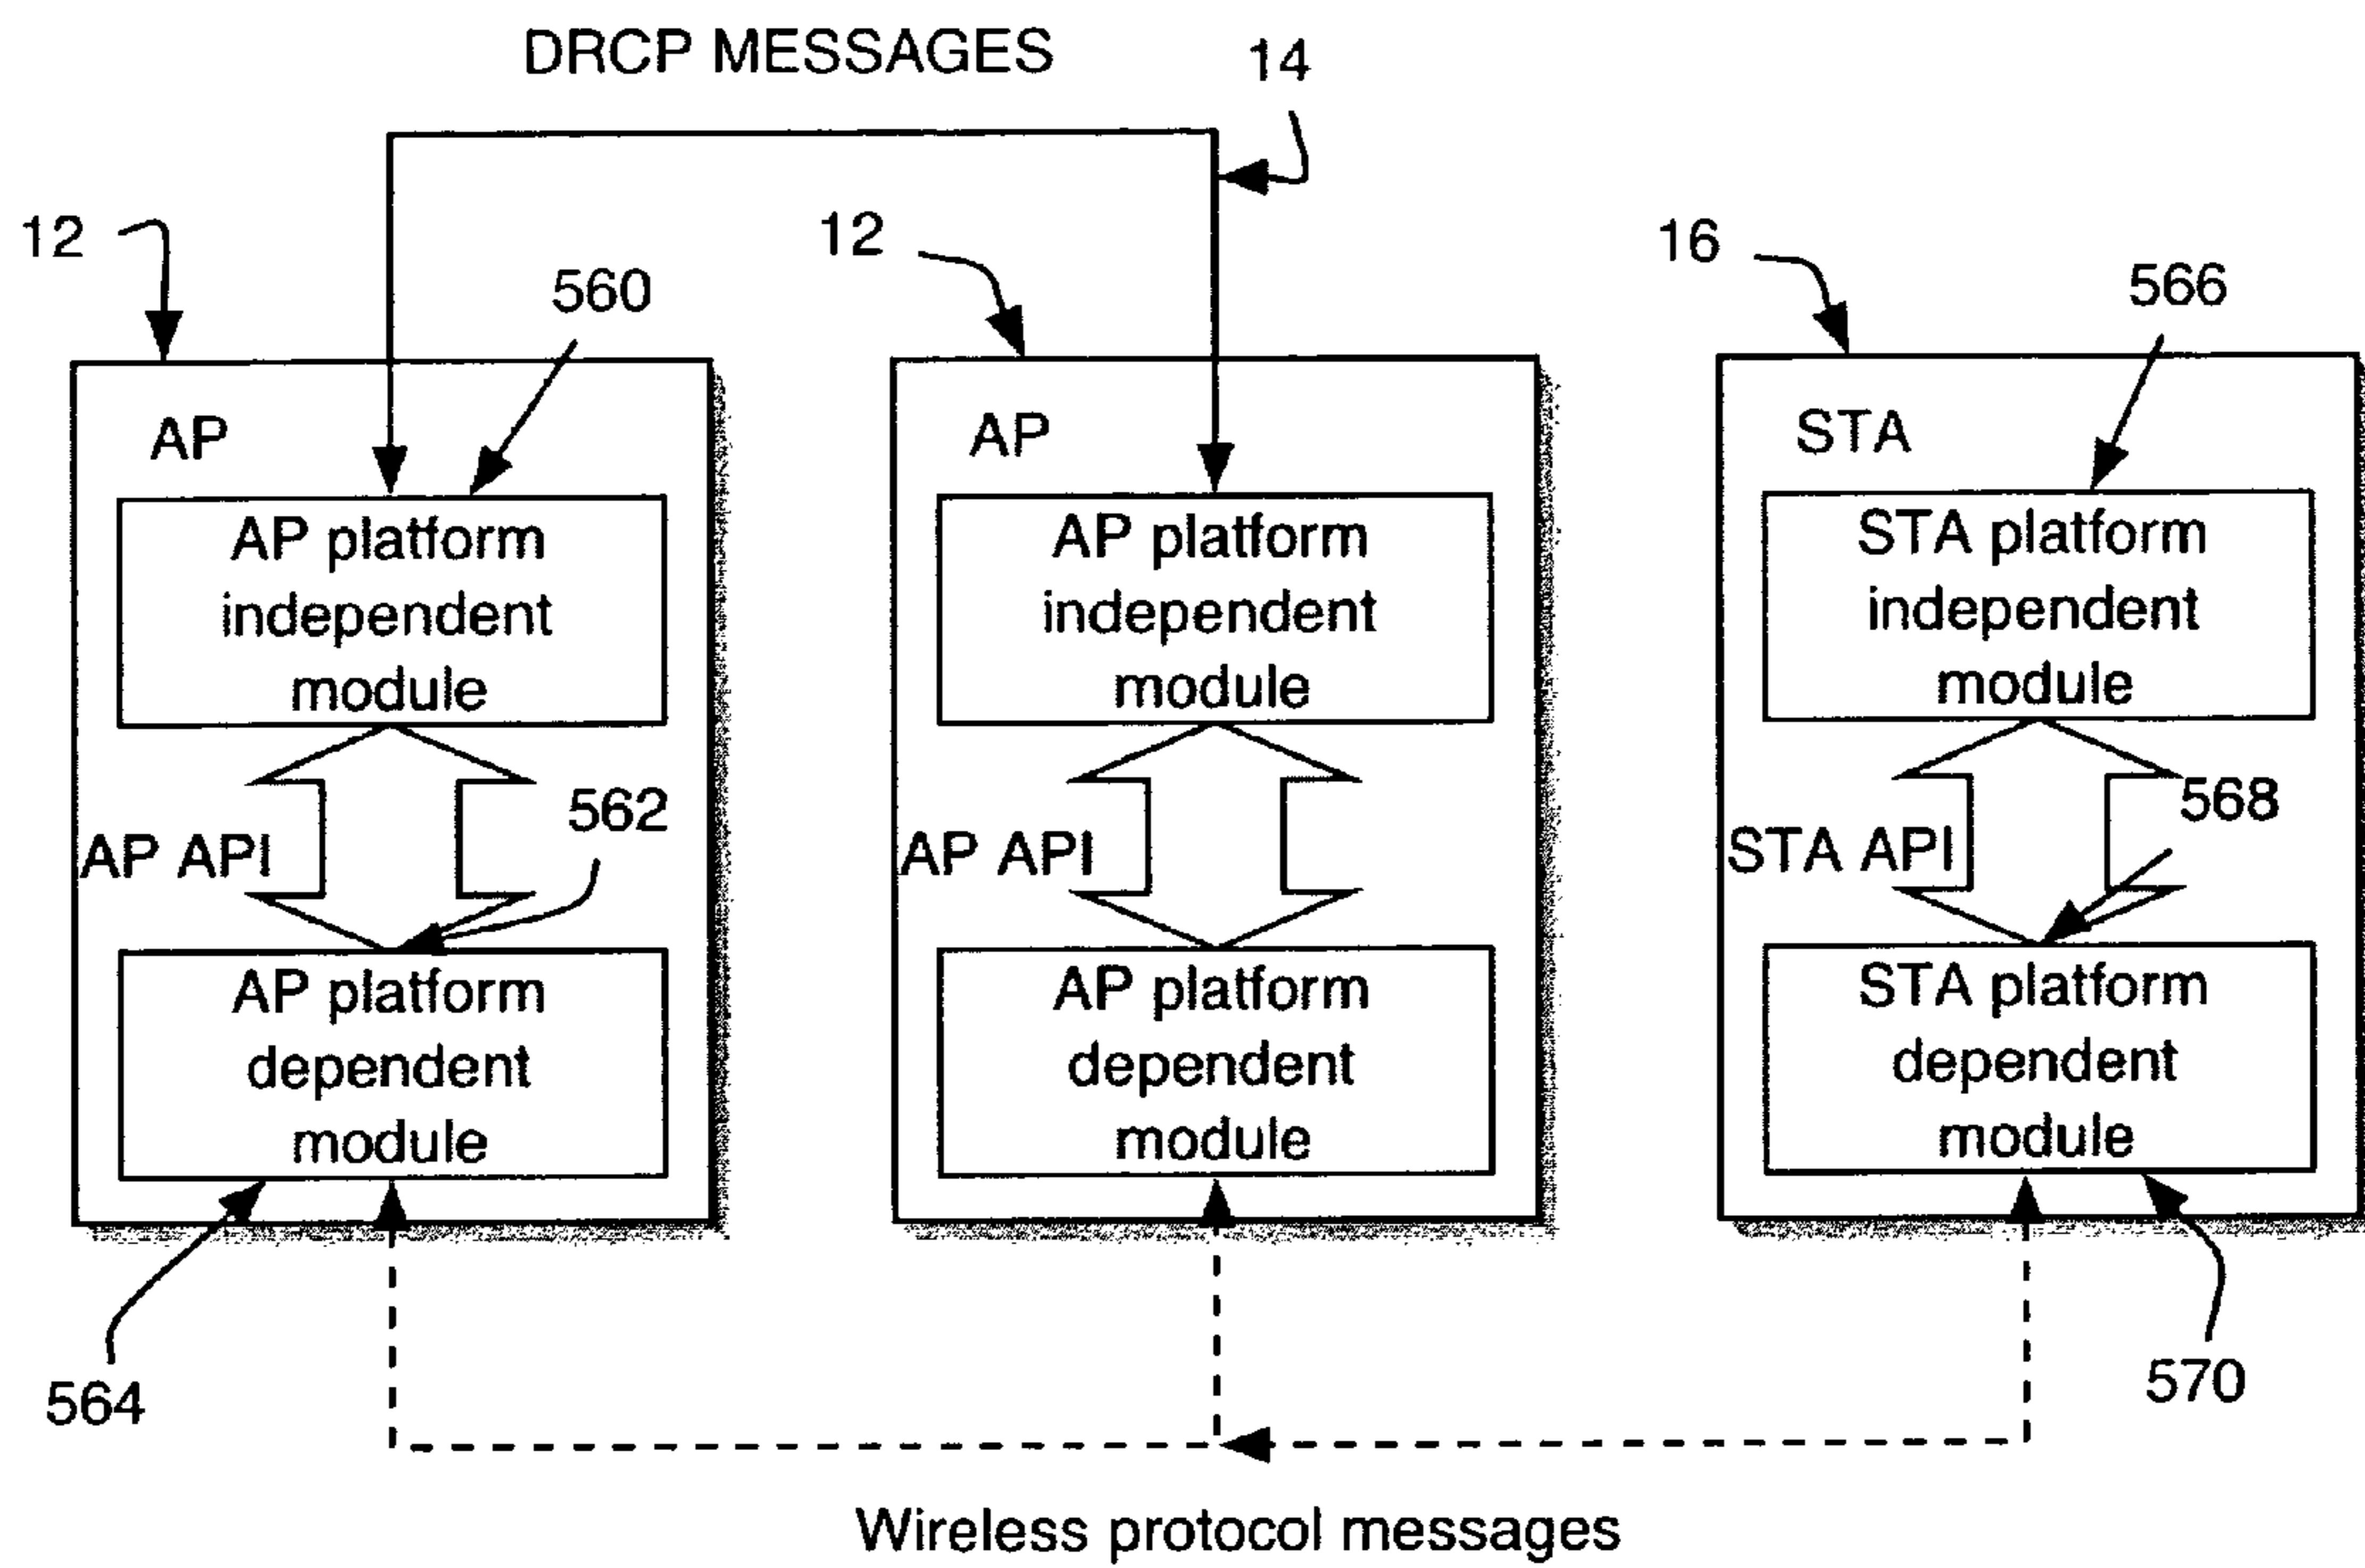 DRCP MESSAGES
14
12
12
16
560
566
AP
AP
STA
AP platform
independent
module
AP platform
independent
module
STA platform
independent
module
562
568
AP API
AP API
STA API
AP platform
dependent
module
AP platform
dependent
module
STA platform
dependent
module
564
570
Wireless protocol messages